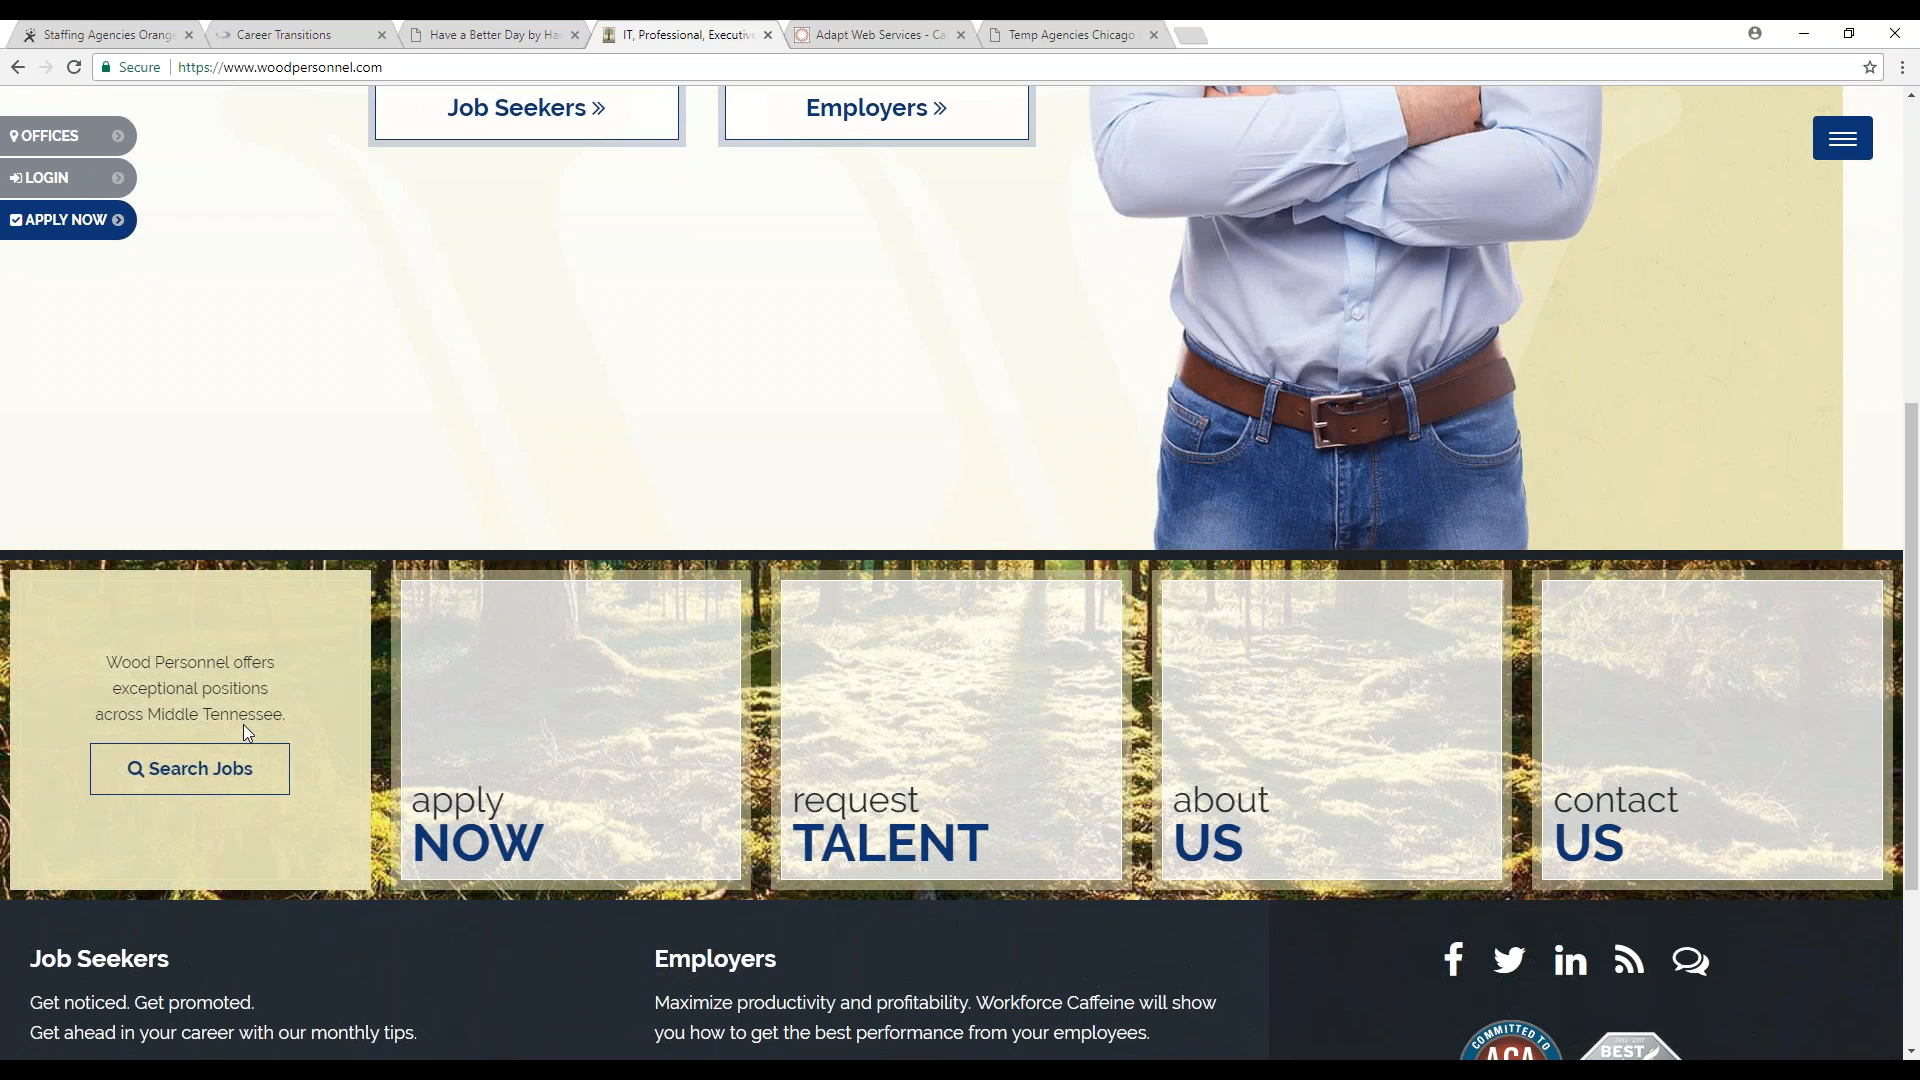 Staffing Agencies Orang
Career Transitions
Have a Better Day by Ha
IT, Professional, Executiv
Adapt Web Services - Ca
Temp Agencies Chicago
Secure
https://www.woodpersonnel.com
Job Seekers »
Employers »
OFFICES
LOGIN
APPLY NOW
Wood Personnel offers
exceptional positions
across Middle Tennessee.
Search Jobs
apply
NOW
request
TALENT
about
US
contact
US
Job Seekers
Get noticed. Get promoted.
Get ahead in your career with our monthly tips.
Employers
Maximize productivity and profitability. Workforce Caffeine will show
you how to get the best performance from your employees.
COMMITTED TO
ACA
BEST